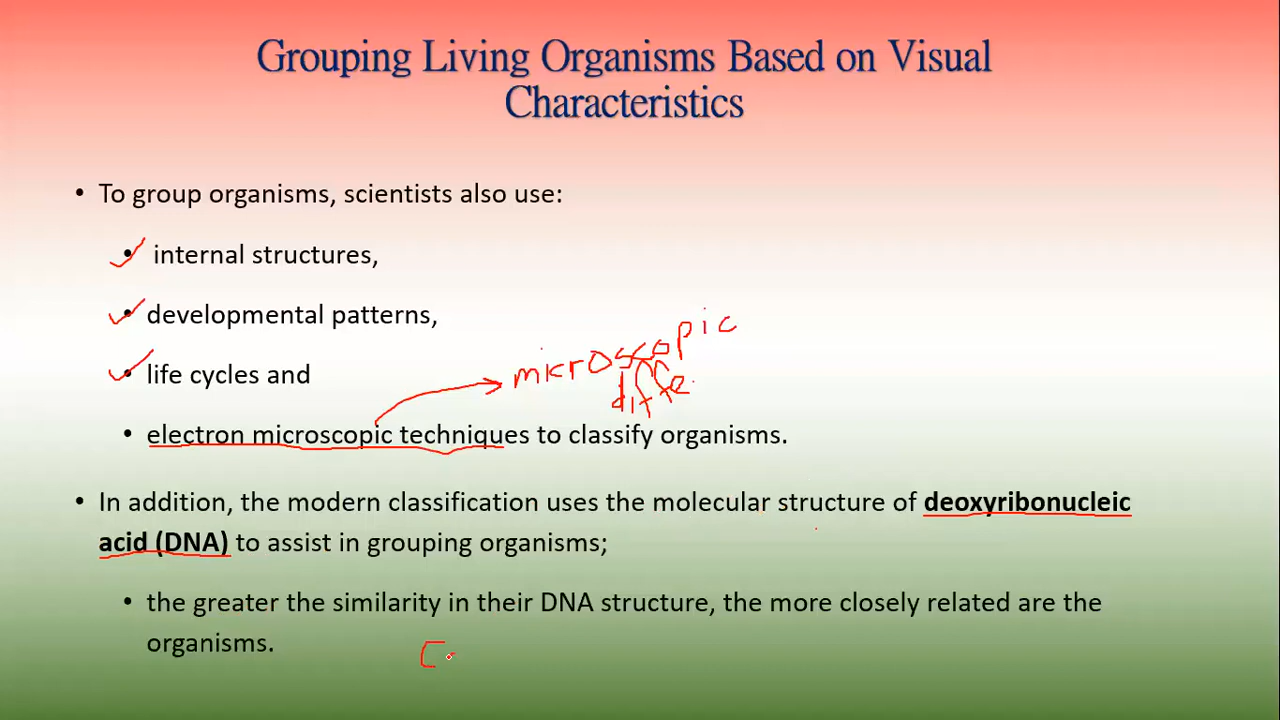 Grouping Living Organisms Based on Visual
Characteristics
• To group organisms, scientists also use:
• internal structures,
• developmental patterns,
• life cycles and
microscopic
diffe
• electron microscopic techniques to classify organisms.
• In addition, the modern classification uses the molecular structure of deoxyribonucleic
acid (DNA) to assist in grouping organisms;
• the greater the similarity in their DNA structure, the more closely related are the
organisms.